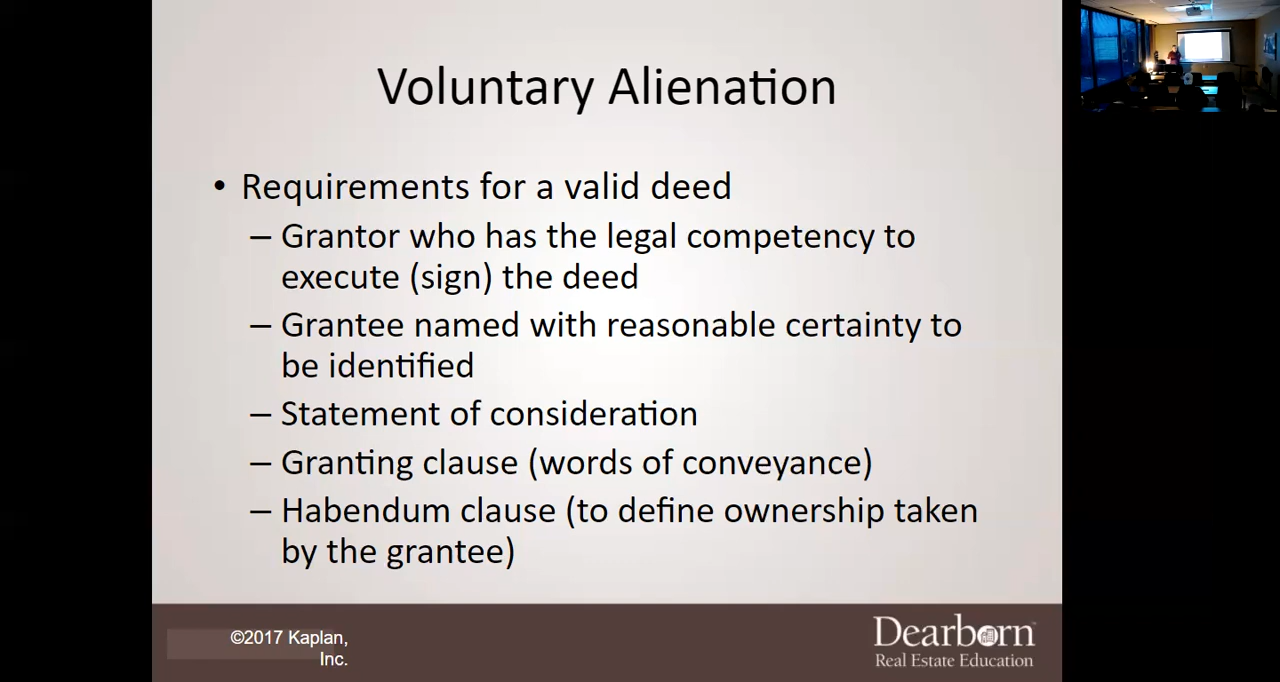 Voluntary Alienation
• Requirements for a valid deed
– Grantor who has the legal competency to
execute (sign) the deed
– Grantee named with reasonable certainty to
be identified
– Statement of consideration
– Granting clause (words of conveyance)
– Habendum clause (to define ownership taken
by the grantee)
©2017 Kaplan,
Inc.
Dearborn™
Real Estate Education